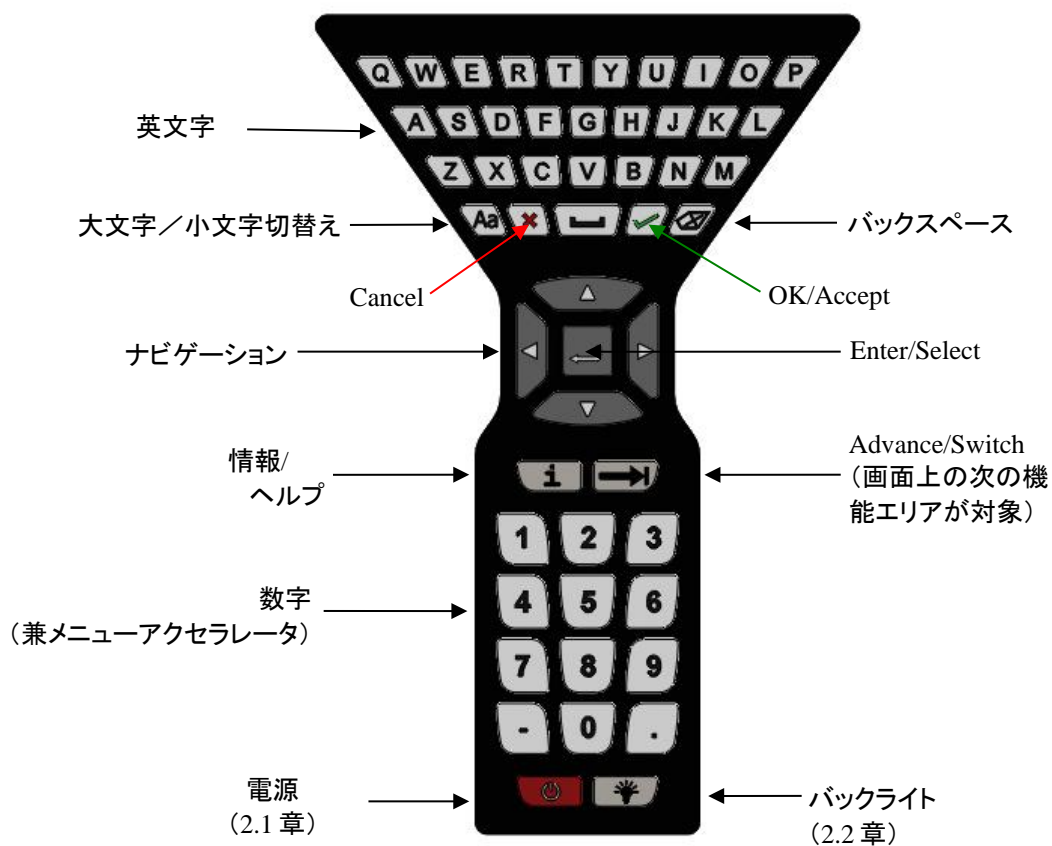 Q W E R T Y U I O P
英文字
A S D F G H J K L
Z X C V B N M
大文字／小文字切替え
Aa
バックスペース
Cancel
OK/Accept
ナビゲーション
Enter/Select
情報/
ヘルプ
i
Advance/Switch
（画面上の次の機
能エリアが対象）
1 2 3
数字
（兼メニューアクセラレータ）
4 5 6
7 8 9
- 0 .
電源
（2.1 章）
バックライト
（2.2 章）